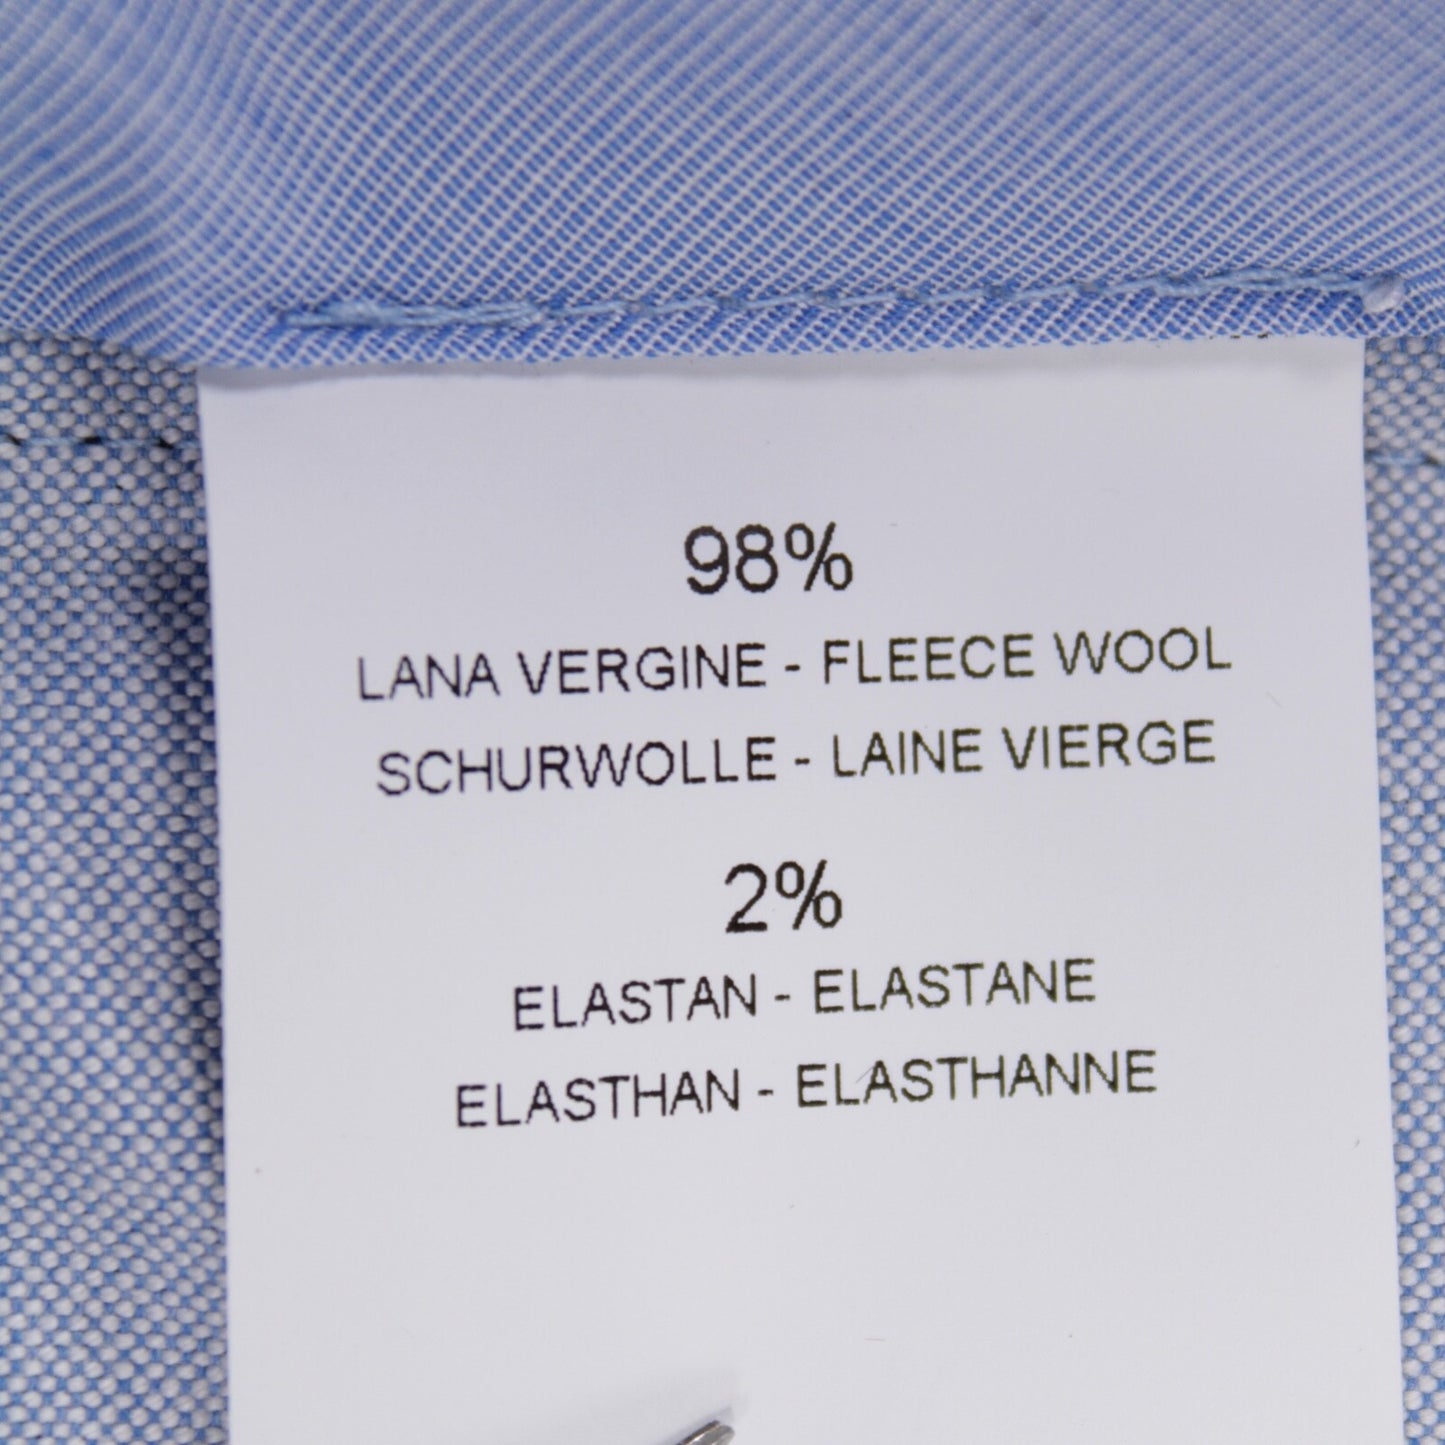 98%
LANA VERGINE - FLEECE WOOL
SCHURWOLLE - LAINE VIERGE
2%
ELASTAN - ELASTANE
ELASTHAN - ELASTHANNE